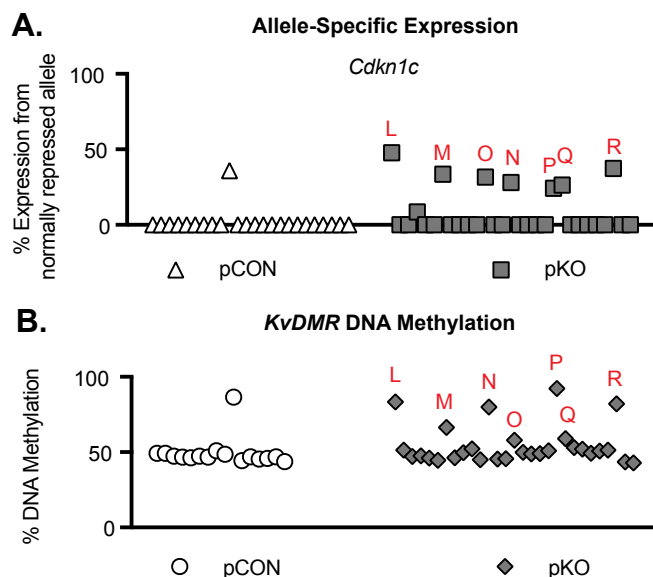 A.
Allele-Specific Expression
Cdkn1c
% Expression from
normally repressed allele
100
50
0
L
M
O
N
P
Q
R
pCON
pKO
B.
KvDMR DNA Methylation
% DNA Methylation
100
50
0
L
M
N
O
P
Q
R
pCON
pKO